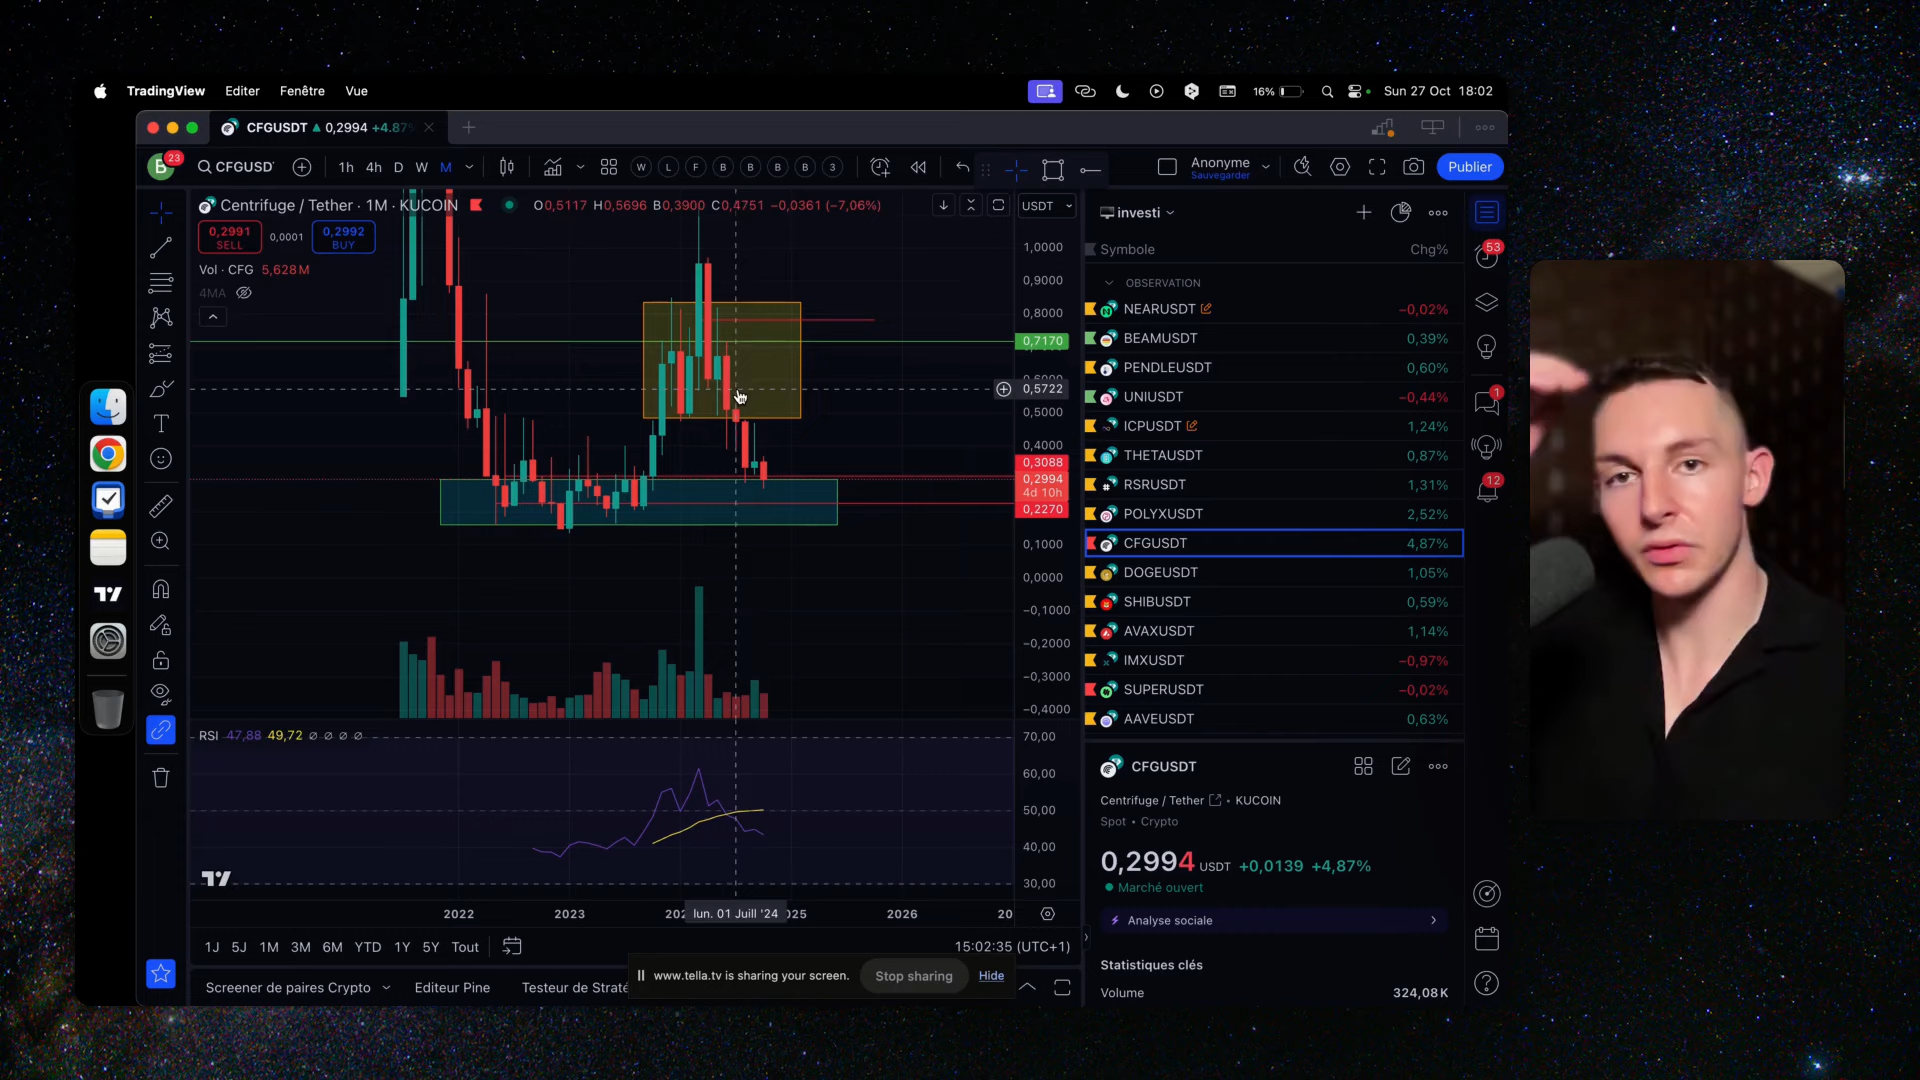 TradingView Editer Fenêtre Vue
16% Sun 27 Oct 18:02
CFGUSDT ▲ 0,2994 +4.87%
B 23 CFGUSDT 1h 4h D W M W L F B B B B 3 Anonyme Publier
Sauvegarder
Centrifuge / Tether · 1M · KUCOIN O0,5117 H0,5696 B0,3900 C0,4751 −0,0361 (−7,06%) USDT
0,2991 0,0001 0,2992
SELL BUY
Vol · CFG 5,628M
4MA
1,0000
0,9000
0,8000
0,7170
0,5722
0,5000
0,4000
0,3088
0,2994
4d 10h
0,2270
0,1000
0,0000
−0,1000
−0,2000
−0,3000
−0,4000
RSI 47,88 49,72 ∅ ∅ ∅ ∅
70,00
60,00
50,00
40,00
30,00
2022 2023 lun. 01 Juill '24 2026
1J 5J 1M 3M 6M YTD 1Y 5Y Tout 15:02:35 (UTC+1)
www.tella.tv is sharing your screen. Stop sharing Hide
Screener de paires Crypto Editeur Pine Testeur de Straté
investi
Symbole Chg%
OBSERVATION
NEARUSDT −0,02%
BEAMUSDT 0,39%
PENDLEUSDT 0,60%
UNIUSDT −0,44%
ICPUSDT 1,24%
THETAUSDT 0,87%
RSRUSDT 1,31%
POLYXUSDT 2,52%
CFGUSDT 4,87%
DOGEUSDT 1,05%
SHIBUSDT 0,59%
AVAXUSDT 1,14%
IMXUSDT −0,97%
SUPERUSDT −0,02%
AAVEUSDT 0,63%
CFGUSDT
Centrifuge / Tether • KUCOIN
Spot • Crypto
0,2994 USDT +0,0139 +4,87%
Marché ouvert
Analyse sociale
Statistiques clés
Volume 324,08K
53
1
12